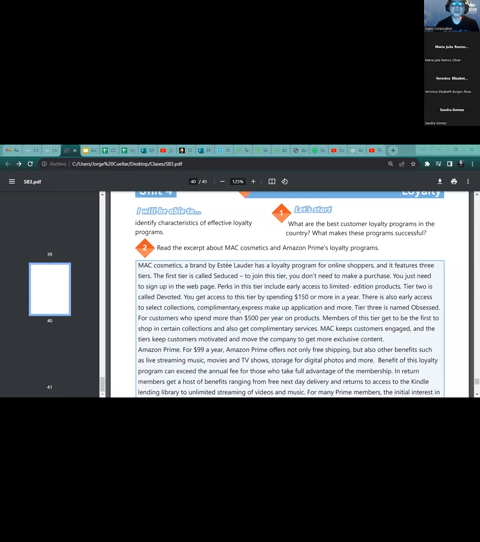 Maria Julia Ramos...
Maria Julia Ramos Olivar
Veronica Elizabet...
Veronica Elizabeth Burgos Rivas
Sandra Gomez
Sandra Gomez
Archivo C:/Users/Jorge%20Cuellar/Desktop/Clases/SB3.pdf
SB3.pdf
40 / 41
125%
39
40
41
Unit 4
Loyalty
I will be able to...
identify characteristics of effective loyalty
programs.
1 Let's start
What are the best customer loyalty programs in the
country? What makes these programs successful?
2 Read the excerpt about MAC cosmetics and Amazon Prime's loyalty programs.
MAC cosmetics, a brand by Estée Lauder has a loyalty program for online shoppers, and it features three
tiers. The first tier is called Seduced – to join this tier, you don't need to make a purchase. You just need
to sign up in the web page. Perks in this tier include early access to limited- edition products. Tier two is
called Devoted. You get access to this tier by spending $150 or more in a year. There is also early access
to select collections, complimentary express make up application and more. Tier three is named Obsessed.
For customers who spend more than $500 per year on products. Members of this tier get to be the first to
shop in certain collections and also get complimentary services. MAC keeps customers engaged, and the
tiers keep customers motivated and move the company to get more exclusive content.
Amazon Prime. For $99 a year, Amazon Prime offers not only free shipping, but also other benefits such
as live streaming music, movies and TV shows, storage for digital photos and more. Benefit of this loyalty
program can exceed the annual fee for those who take full advantage of the membership. In return
members get a host of benefits ranging from free next day delivery and returns to access to the Kindle
lending library to unlimited streaming of videos and music. For many Prime members, the initial interest in